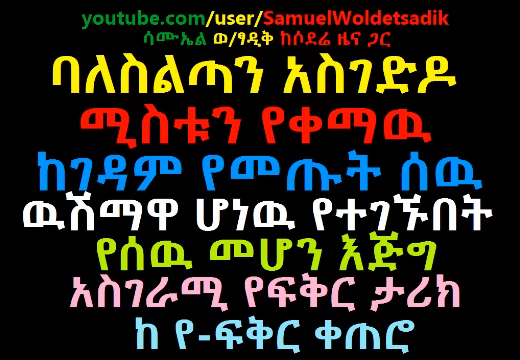 youtube.com/user/SamuelWoldetsadik
ሳሙኤል ወ/ፃዲቅ ከሶደሬ ዜና ጋር
ባለስልጣን አስገድዶ
ሚስቱን የቀማዉ
ከገዳም የመጡት ሰዉ
ዉሽማዋ ሆነዉ የተገኙበት
የሰዉ መሆን እጅግ
አስገራሚ የፍቅር ታሪክ
ከ የ-ፍቅር ቀጠሮ